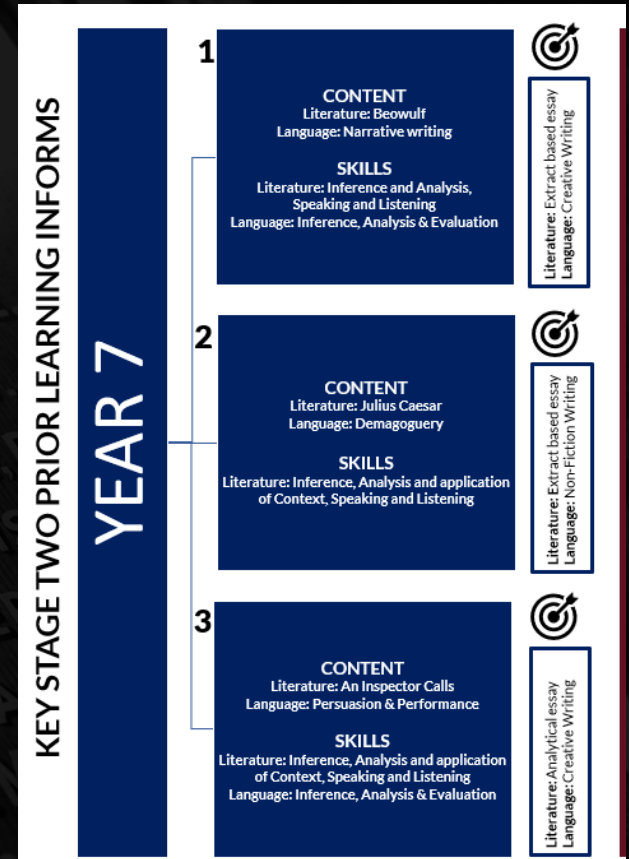 KEY STAGE TWO PRIOR LEARNING INFORMS
YEAR 7
1
CONTENT
Literature: Beowulf
Language: Narrative writing
SKILLS
Literature: Inference and Analysis,
Speaking and Listening
Language: Inference, Analysis & Evaluation
Literature: Extract based essay
Language: Creative Writing
2
CONTENT
Literature: Julius Caesar
Language: Demagoguery
SKILLS
Literature: Inference, Analysis and application
of Context, Speaking and Listening
Literature: Extract based essay
Language: Non-Fiction Writing
3
CONTENT
Literature: An Inspector Calls
Language: Persuasion & Performance
SKILLS
Literature: Inference, Analysis and application
of Context, Speaking and Listening
Language: Inference, Analysis & Evaluation
Literature: Analytical essay
Language: Creative Writing